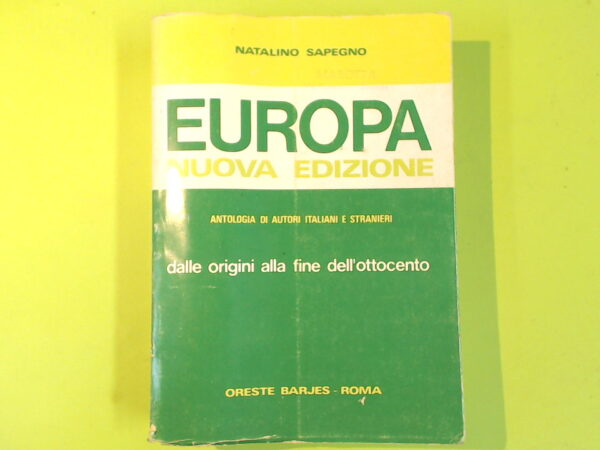 NATALINO SAPEGNO
EUROPA
NUOVA EDIZIONE
ANTOLOGIA DI AUTORI ITALIANI E STRANIERI
dalle origini alla fine dell'ottocento
ORESTE BARJES - ROMA